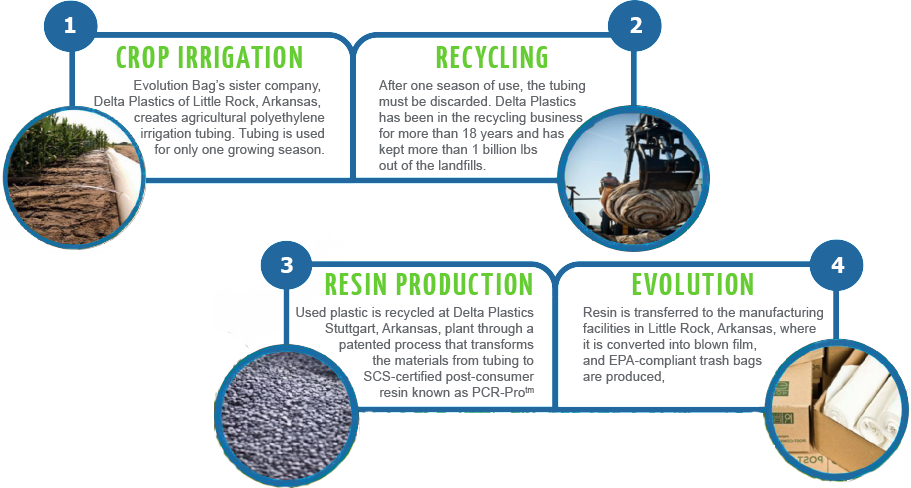 1
CROP IRRIGATION
Evolution Bag's sister company,
Delta Plastics of Little Rock, Arkansas,
creates agricultural polyethylene
irrigation tubing. Tubing is used
for only one growing season.
2
RECYCLING
After one season of use, the tubing
must be discarded. Delta Plastics
has been in the recycling business
for more than 18 years and has
kept more than 1 billion lbs
out of the landfills.
3
RESIN PRODUCTION
Used plastic is recycled at Delta Plastics
Stuttgart, Arkansas, plant through a
patented process that transforms
the materials from tubing to
SCS-certified post-consumer
resin known as PCR-Pro™
4
EVOLUTION
Resin is transferred to the manufacturing
facilities in Little Rock, Arkansas, where
it is converted into blown film,
and EPA-compliant trash bags
are produced,